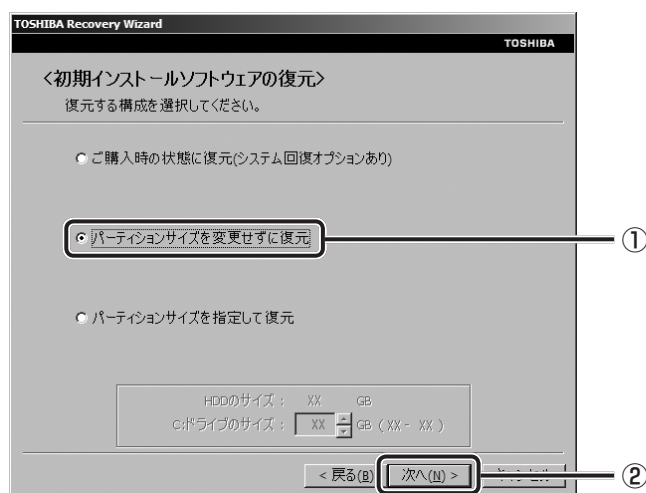 TOSHIBA Recovery Wizard
TOSHIBA
<初期インストールソフトウェアの復元>
復元する構成を選択してください。
ご購入時の状態に復元(システム回復オプションあり)
パーティションサイズを変更せずに復元
①
パーティションサイズを指定して復元
HDDのサイズ : XX GB
C:ドライブのサイズ : XX GB ( XX - XX )
< 戻る(B) 次へ(N) >
②